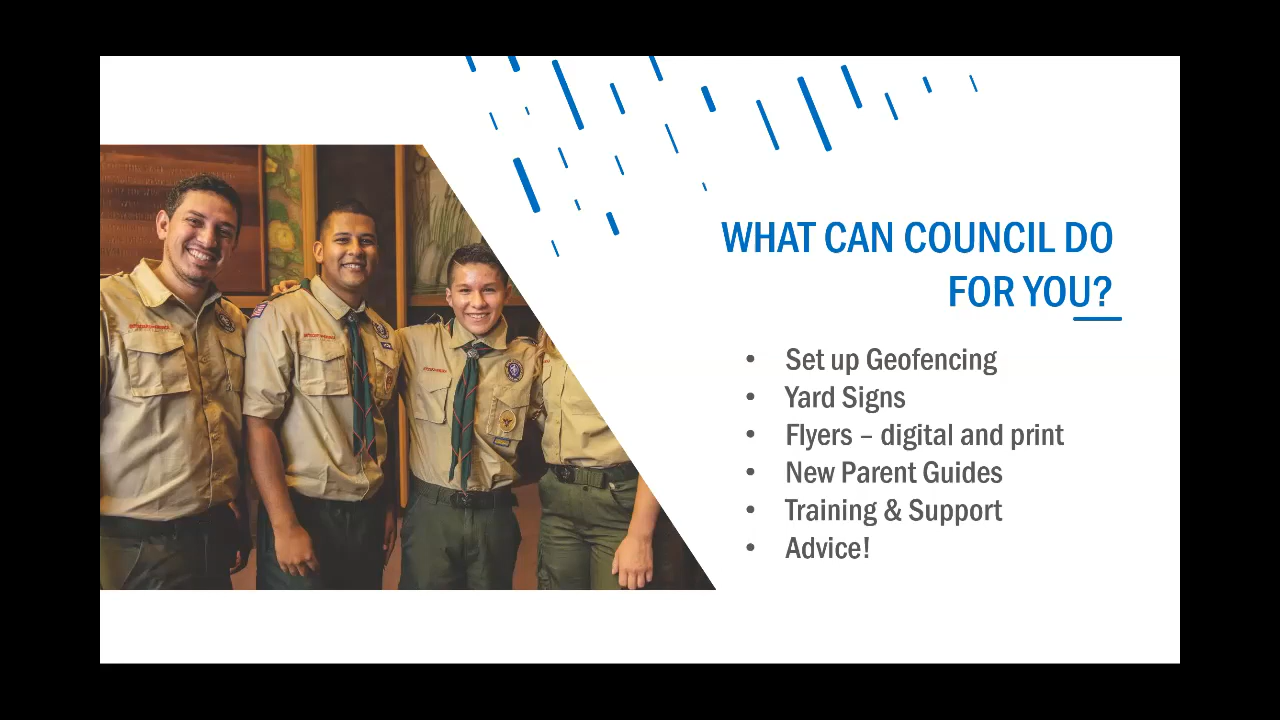 WHAT CAN COUNCIL DO
FOR YOU?
• Set up Geofencing
• Yard Signs
• Flyers – digital and print
• New Parent Guides
• Training & Support
• Advice!